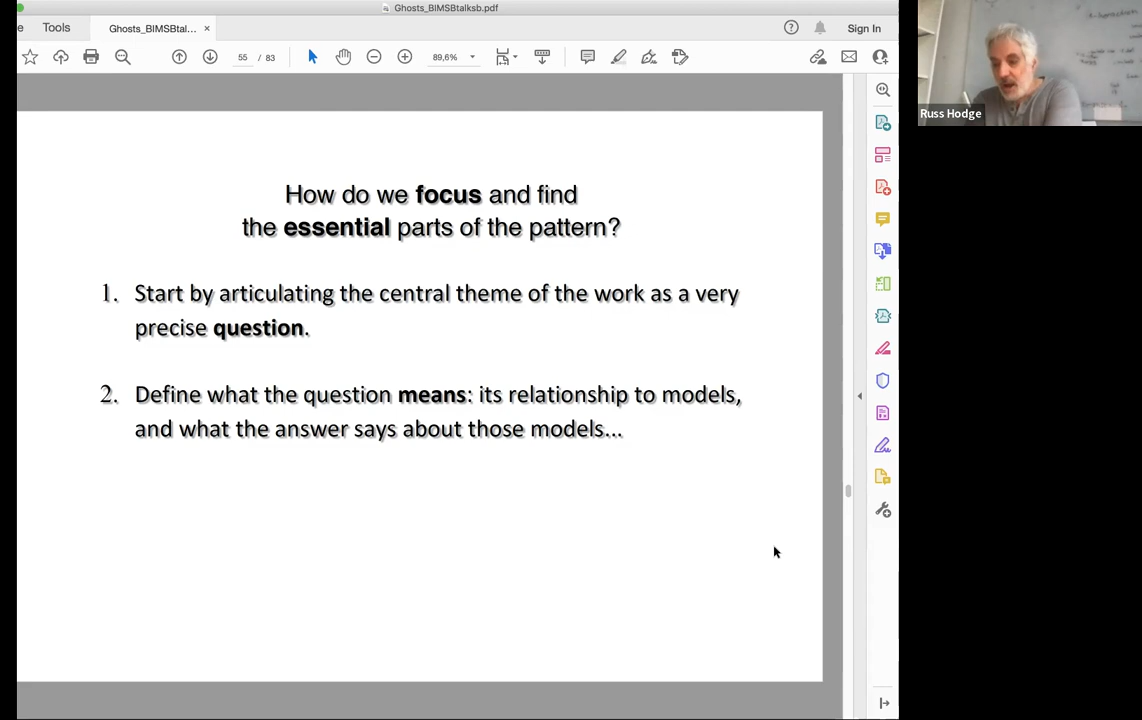 Ghosts_BIMSBtalksb.pdf
e
Tools
Ghosts_BIMSBtal...
×
Sign In
55 / 83
89,6%
Russ Hodge
How do we focus and find
the essential parts of the pattern?
1. Start by articulating the central theme of the work as a very
precise question.
2. Define what the question means: its relationship to models,
and what the answer says about those models...